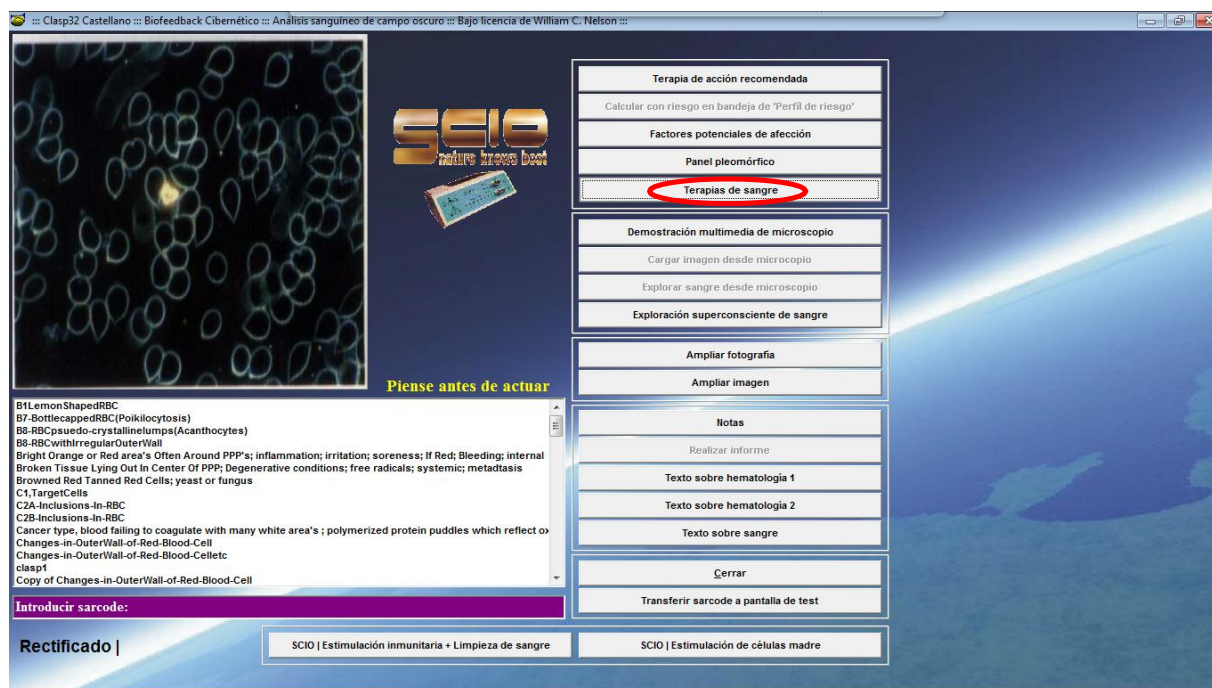 ::: Clasp32 Castellano ::: Biofeedback Cibernético ::: Análisis sanguíneo de campo oscuro ::: Bajo licencia de William C. Nelson :::
SCIO
nature knows best
Piense antes de actuar
B1LemonShapedRBC
B7-BottlecappedRBC(Poikilocytosis)
B8-RBCpsuedo-crystallinelumps(Acanthocytes)
B8-RBCwithIrregularOuterWall
Bright Orange or Red area's Often Around PPP's; inflammation; irritation; soreness; If Red; Bleeding; internal
Broken Tissue Lying Out In Center Of PPP; Degenerative conditions; free radicals; systemic; metadtasis
Browned Red Tanned Red Cells; yeast or fungus
C1,TargetCells
C2A-Inclusions-In-RBC
C2B-Inclusions-In-RBC
Cancer type, blood failing to coagulate with many white area's ; polymerized protein puddles which reflect ox
Changes-in-OuterWall-of-Red-Blood-Cell
Changes-in-OuterWall-of-Red-Blood-Celletc
clasp1
Copy of Changes-in-OuterWall-of-Red-Blood-Cell
Introducir sarcode:
Terapia de acción recomendada
Calcular con riesgo en bandeja de 'Perfil de riesgo'
Factores potenciales de afección
Panel pleomórfico
Terapias de sangre
Demostración multimedia de microscopio
Cargar imagen desde microcopio
Explorar sangre desde microscopio
Exploración superconsciente de sangre
Ampliar fotografía
Ampliar imagen
Notas
Realizar informe
Texto sobre hematología 1
Texto sobre hematología 2
Texto sobre sangre
Cerrar
Transferir sarcode a pantalla de test
Rectificado |
SCIO | Estimulación inmunitaria + Limpieza de sangre
SCIO | Estimulación de células madre